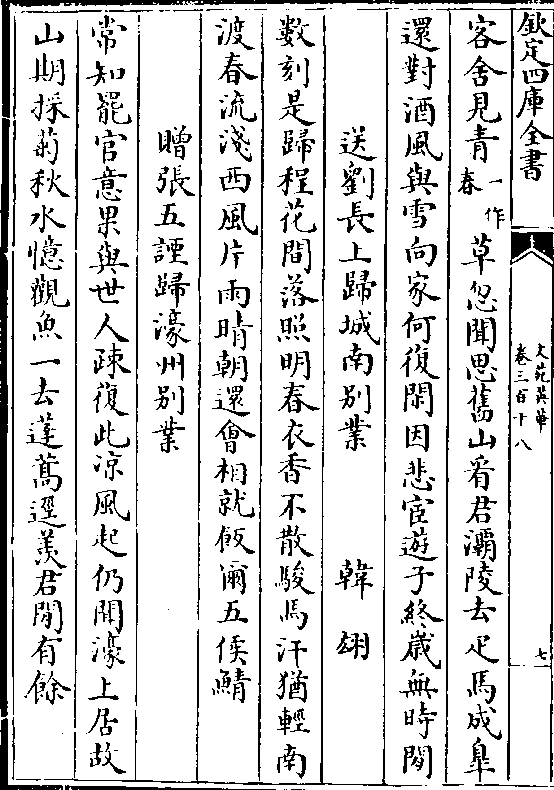 欽定四庫全書
文苑英華
卷三百十八
七
客舍見青一作春草忽聞思舊山看君灞陵去疋馬成臯
還對酒風與雪向家何復閑因悲宦遊子終歲無時閒
送劉長上歸城南別業 韓翃
數刻是歸程花間落照明春衣香不散駿馬汗猶輕南
渡春流淺西風片雨晴朝還會相就飯爾五侯鯖
贈張五諲歸濠州別業
常知罷官意果與世人疎復此凉風起仍聞濠上居故
山期採菊秋水憶觀魚一去蓬蒿逕羡君閒有餘